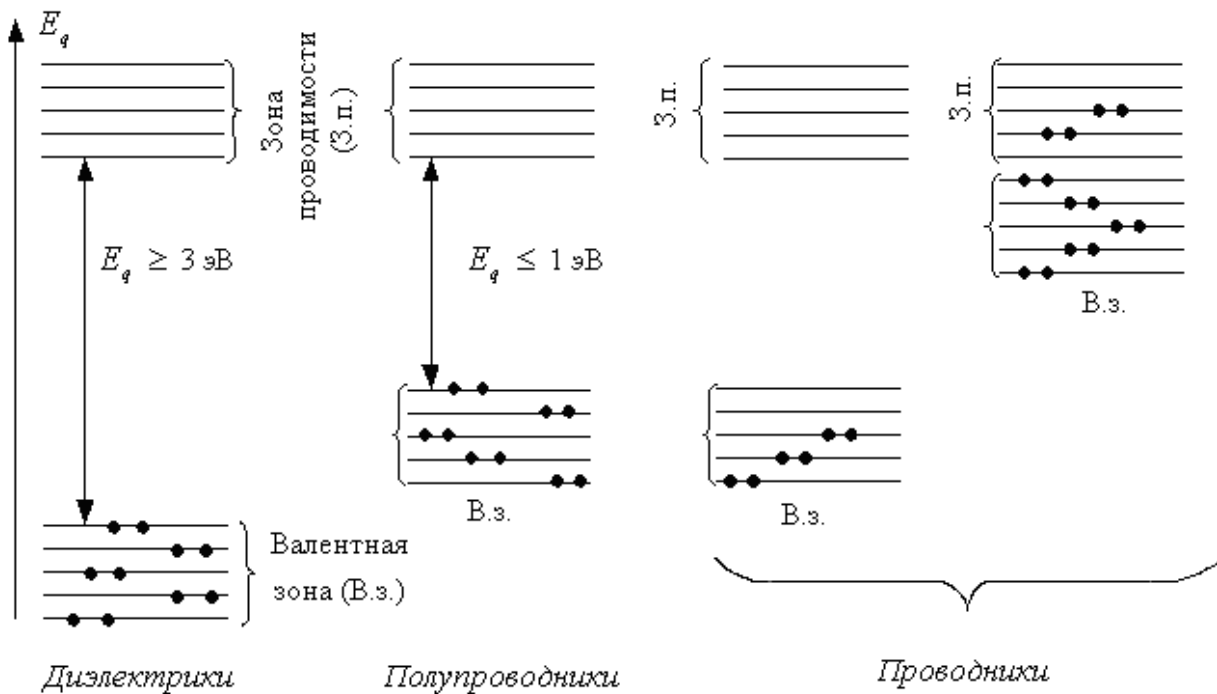 E_q
Зона
проводимости
(З.п.)
З.п.
З.п.
E_q ≥ 3 эВ
E_q ≤ 1 эВ
В.з.
В.з.
В.з.
Валентная
зона (В.з.)
Диэлектрики
Полупроводники
Проводники